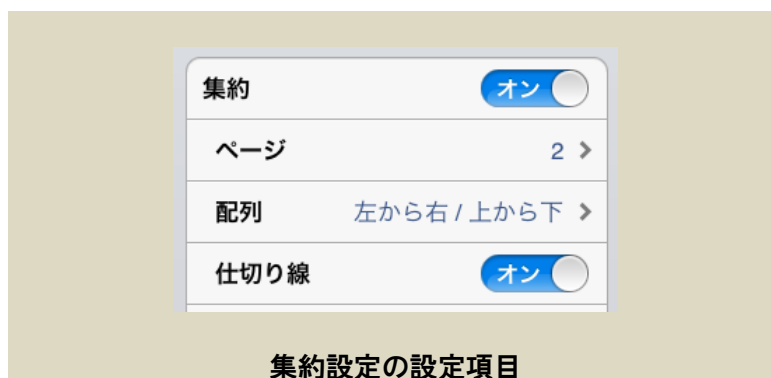 集約 オン
ページ 2
配列 左から右 / 上から下
仕切り線 オン
集約設定の設定項目